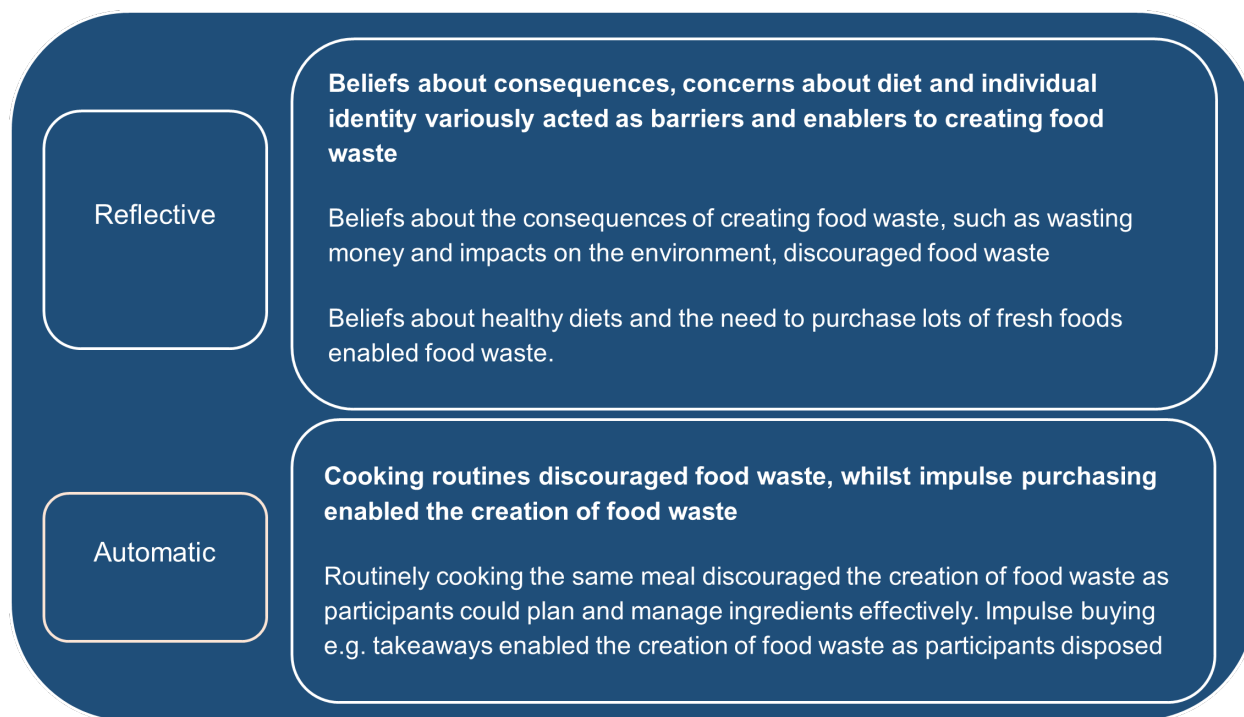 Reflective
Beliefs about consequences, concerns about diet and individual
identity variously acted as barriers and enablers to creating food
waste
Beliefs about the consequences of creating food waste, such as wasting
money and impacts on the environment, discouraged food waste
Beliefs about healthy diets and the need to purchase lots of fresh foods
enabled food waste.
Automatic
Cooking routines discouraged food waste, whilst impulse purchasing
enabled the creation of food waste
Routinely cooking the same meal discouraged the creation of food waste as
participants could plan and manage ingredients effectively. Impulse buying
e.g. takeaways enabled the creation of food waste as participants disposed